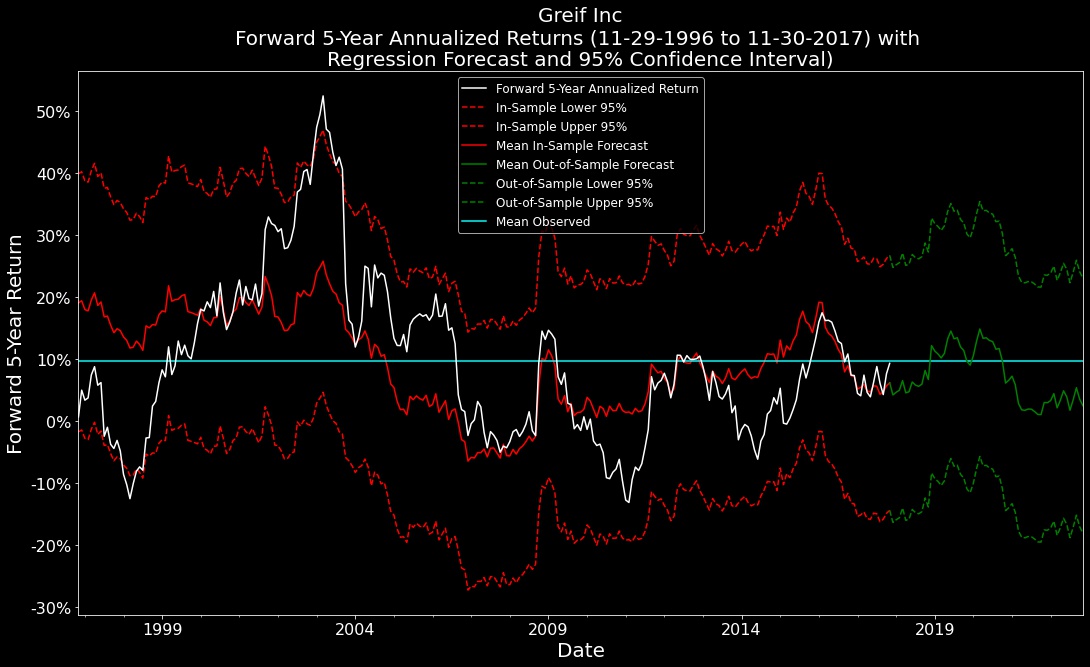 Greif Inc
Forward 5-Year Annualized Returns (11-29-1996 to 11-30-2017) with
Regression Forecast and 95% Confidence Interval)
Forward 5-Year Annualized Return
In-Sample Lower 95%
In-Sample Upper 95%
Mean In-Sample Forecast
Mean Out-of-Sample Forecast
Out-of-Sample Lower 95%
Out-of-Sample Upper 95%
Mean Observed
Forward 5-Year Return
50%
40%
30%
20%
10%
0%
-10%
-20%
-30%
1999
2004
2009
2014
2019
Date